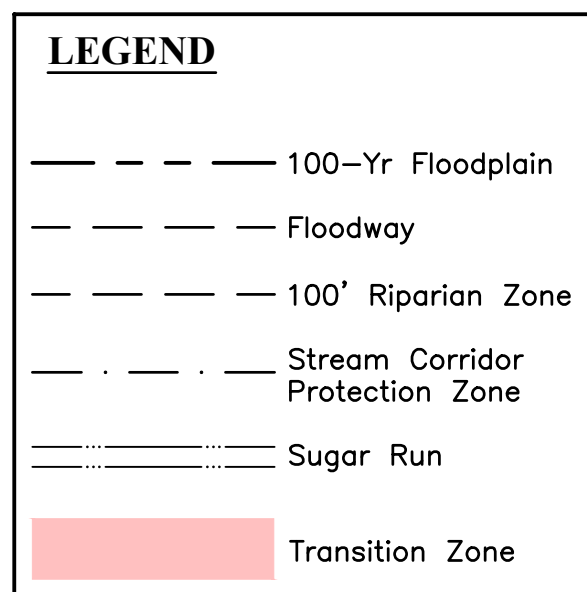 LEGEND
100-Yr Floodplain
Floodway
100' Riparian Zone
Stream Corridor
Protection Zone
Sugar Run
Transition Zone